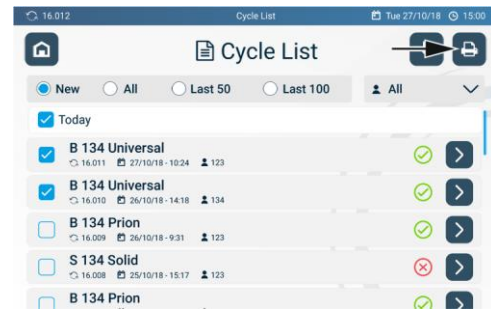 16.012 Cycle List Tue 27/10/18 15:00
Cycle List
New All Last 50 Last 100 All
Today
B 134 Universal
16.011 27/10/18 - 10:24 123
B 134 Universal
16.010 26/10/18 - 14:18 134
B 134 Prion
16.009 26/10/18 - 9:31 123
S 134 Solid
16.008 25/10/18 - 15:17 123
B 134 Prion